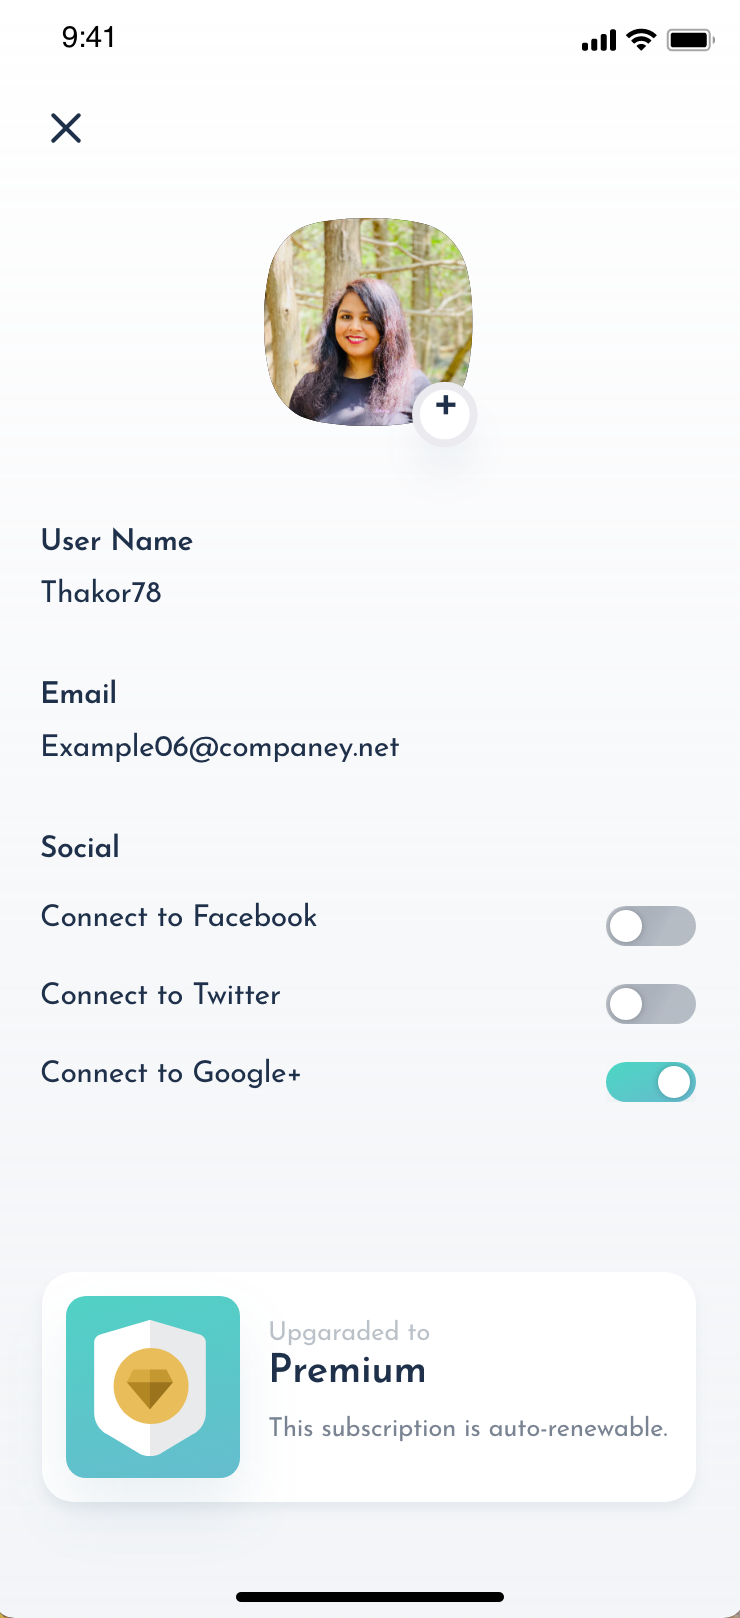 9:41
User Name
Thakor78
Email
Example06@companey.net
Social
Connect to Facebook
Connect to Twitter
Connect to Google+
Upgaraded to
Premium
This subscription is auto-renewable.